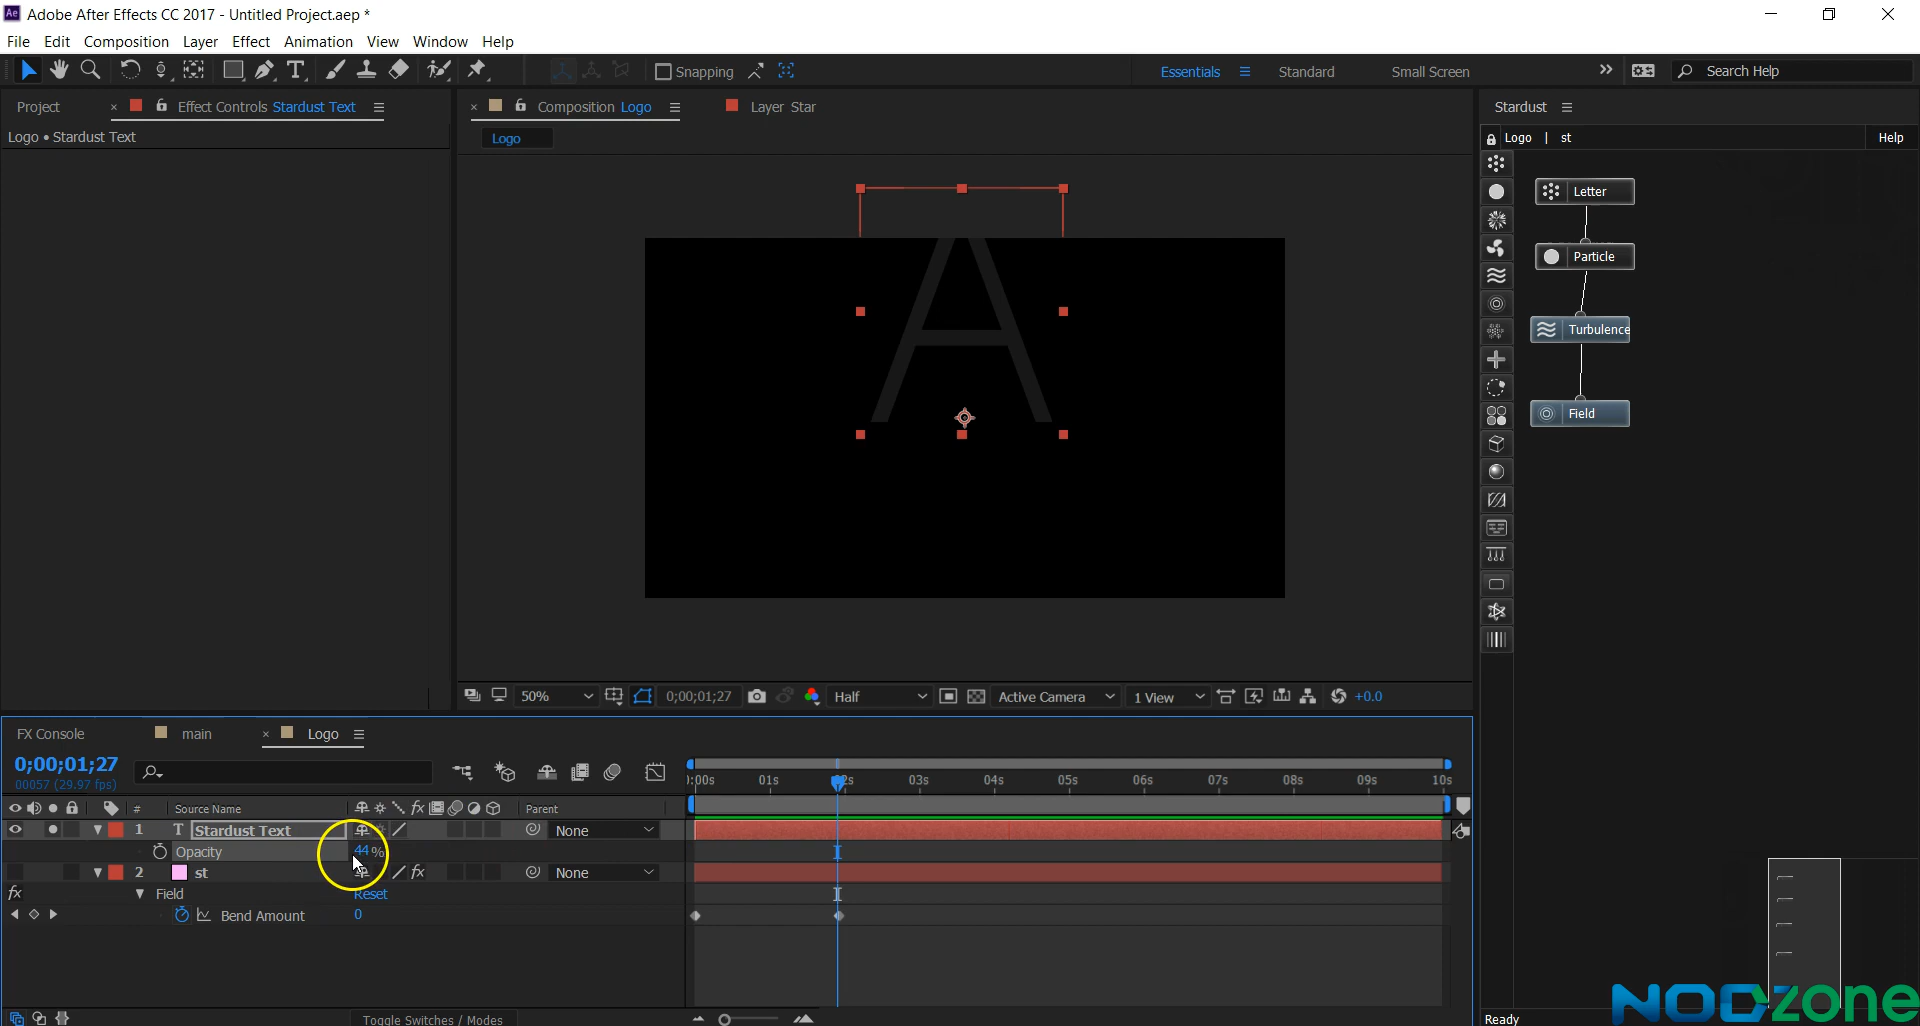 Ae Adobe After Effects CC 2017 - Untitled Project.aep *
File Edit Composition Layer Effect Animation View Window Help
Snapping Essentials Standard Small Screen Search Help
Project Effect Controls Stardust Text Composition Logo Layer Star Stardust
Logo • Stardust Text Logo Logo | st Help
Letter
Particle
Turbulence
Field
A
50% 0;00;01;27 Half Active Camera 1 View +0.0
FX Console main Logo
0;00;01;27
00057 (29.97 fps)
):00s 01s 02s 03s 04s 05s 06s 07s 08s 09s 10s
# Source Name fx Parent
1 T Stardust Text None
Opacity 44 %
2 st fx None
fx Field Reset
Bend Amount 0
Toggle Switches / Modes
Ready
NODzone